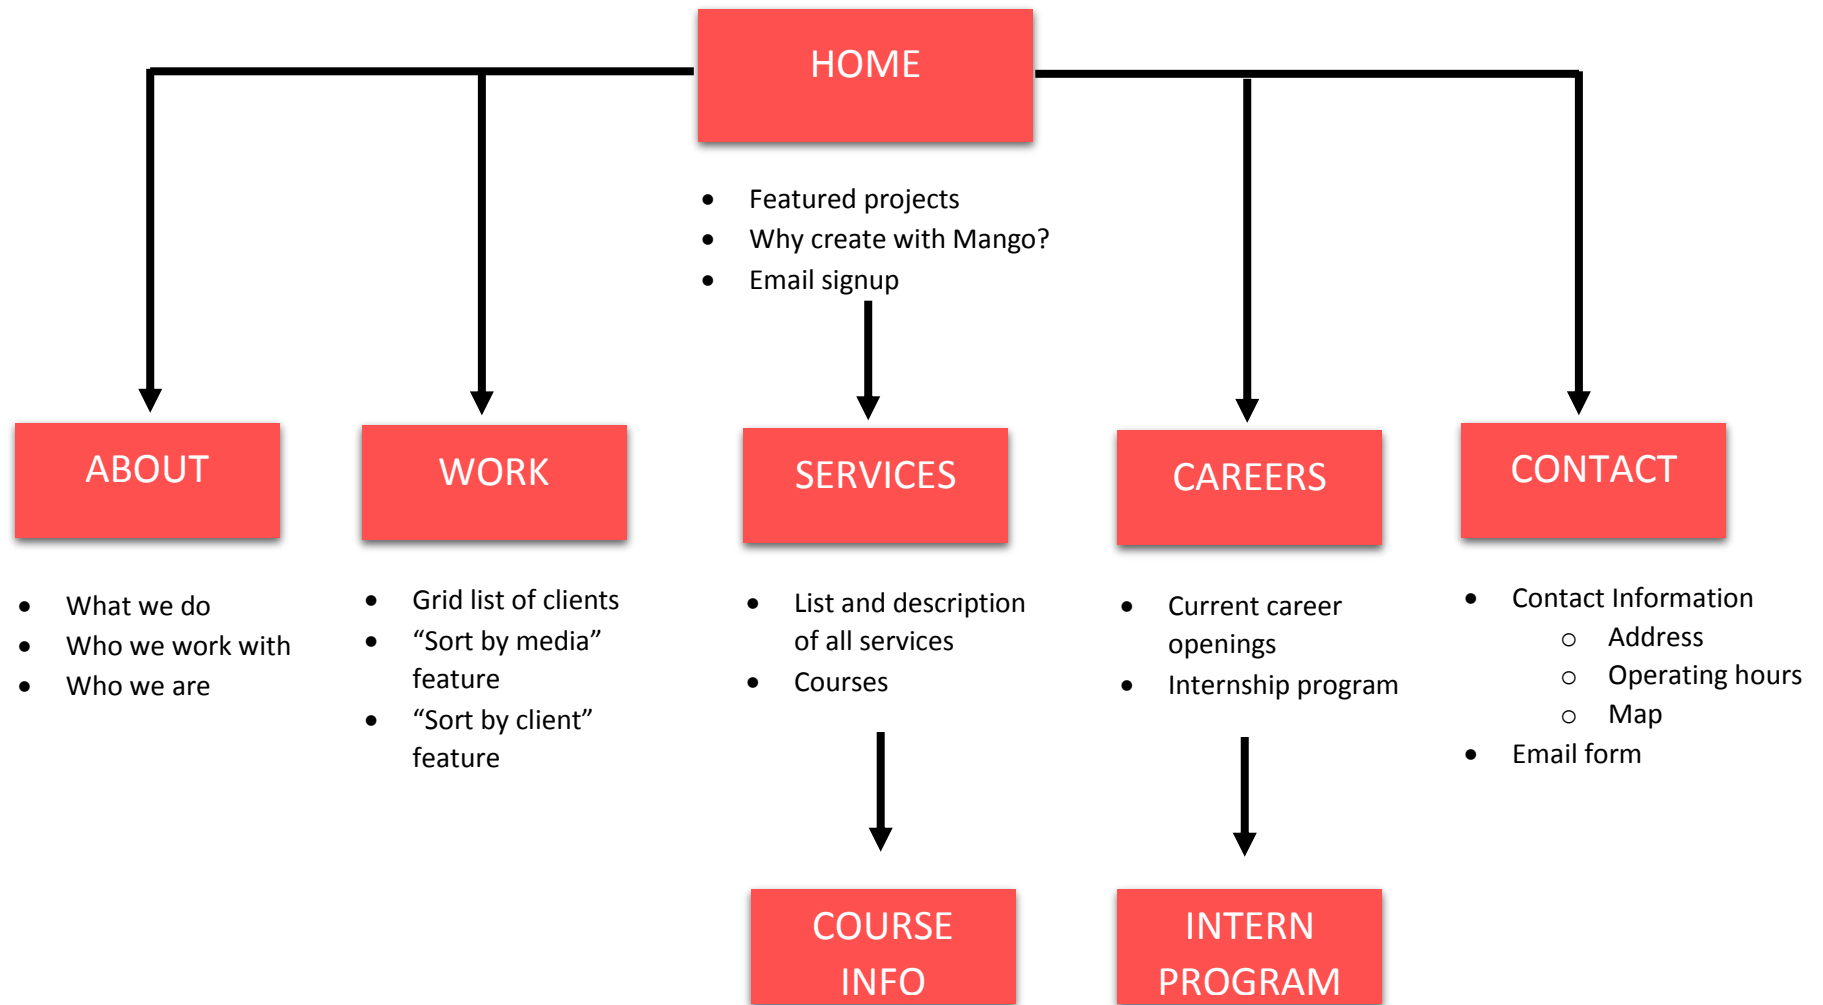 HOME
• Featured projects
• Why create with Mango?
• Email signup
ABOUT
• What we do
• Who we work with
• Who we are
WORK
• Grid list of clients
• “Sort by media”
feature
• “Sort by client”
feature
SERVICES
• List and description
of all services
• Courses
CAREERS
• Current career
openings
• Internship program
CONTACT
• Contact Information
o Address
o Operating hours
o Map
• Email form
COURSE
INFO
INTERN
PROGRAM